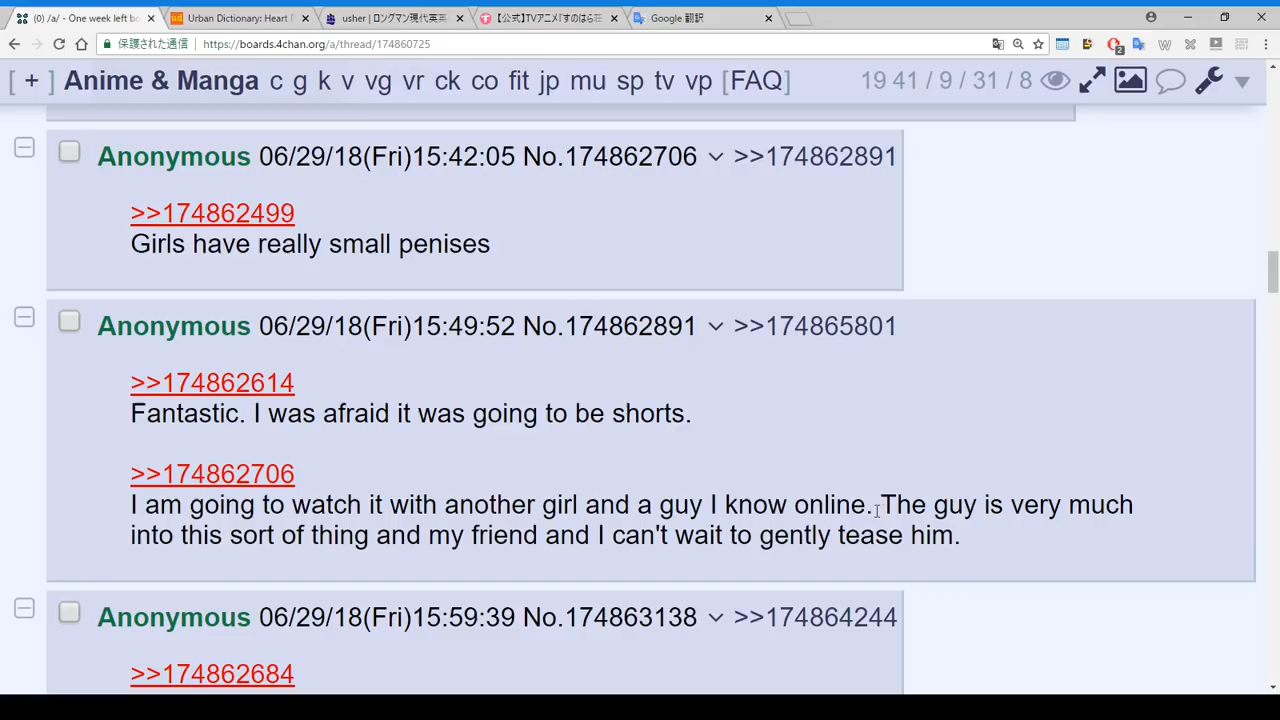 (0) /a/ - One week left bo
Urban Dictionary: Heart F
usher | ロングマン現代英英
【公式】TVアニメ『すのはら荘
Google 翻訳
保護された通信 | https://boards.4chan.org/a/thread/174860725
[ + ] Anime & Manga c g k v vg vr ck co fit jp mu sp tv vp [FAQ] 19 41 / 9 / 31 / 8
Anonymous 06/29/18(Fri)15:42:05 No.174862706 >>174862891
>>174862499
Girls have really small penises
Anonymous 06/29/18(Fri)15:49:52 No.174862891 >>174865801
>>174862614
Fantastic. I was afraid it was going to be shorts.
>>174862706
I am going to watch it with another girl and a guy I know online. The guy is very much
into this sort of thing and my friend and I can't wait to gently tease him.
Anonymous 06/29/18(Fri)15:59:39 No.174863138 >>174864244
>>174862684